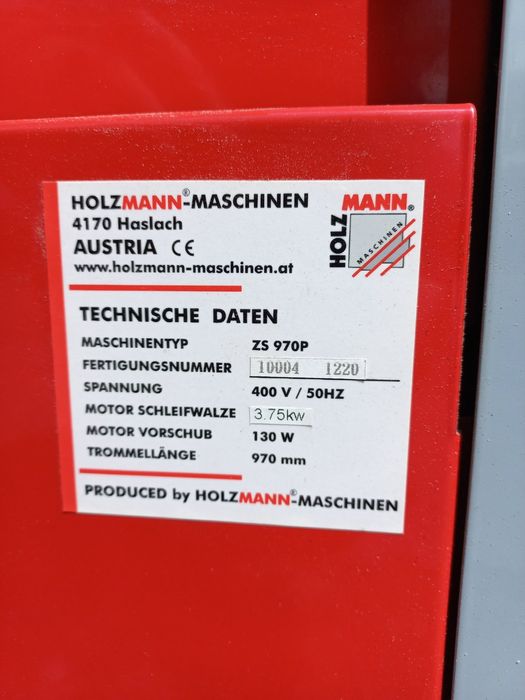 HOLZMANN®-MASCHINEN
4170 Haslach
AUSTRIA CE
www.holzmann-maschinen.at
HOLZ
MANN®
MASCHINEN
TECHNISCHE DATEN
MASCHINENTYP ZS 970P
FERTIGUNGSNUMMER 10004 1220
SPANNUNG 400 V / 50HZ
MOTOR SCHLEIFWALZE 3.75kw
MOTOR VORSCHUB 130 W
TROMMELLÄNGE 970 mm
PRODUCED by HOLZMANN®-MASCHINEN